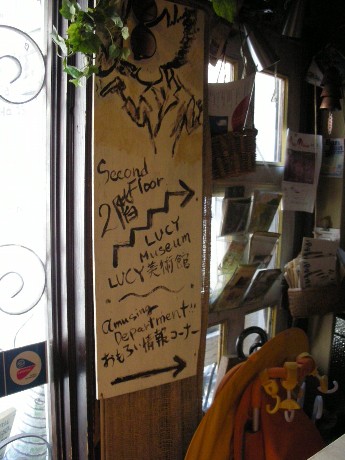 Second
Floor
2階
LUCY
Museum
LUCY美術館
amusing
Department
おもろい情報コーナー